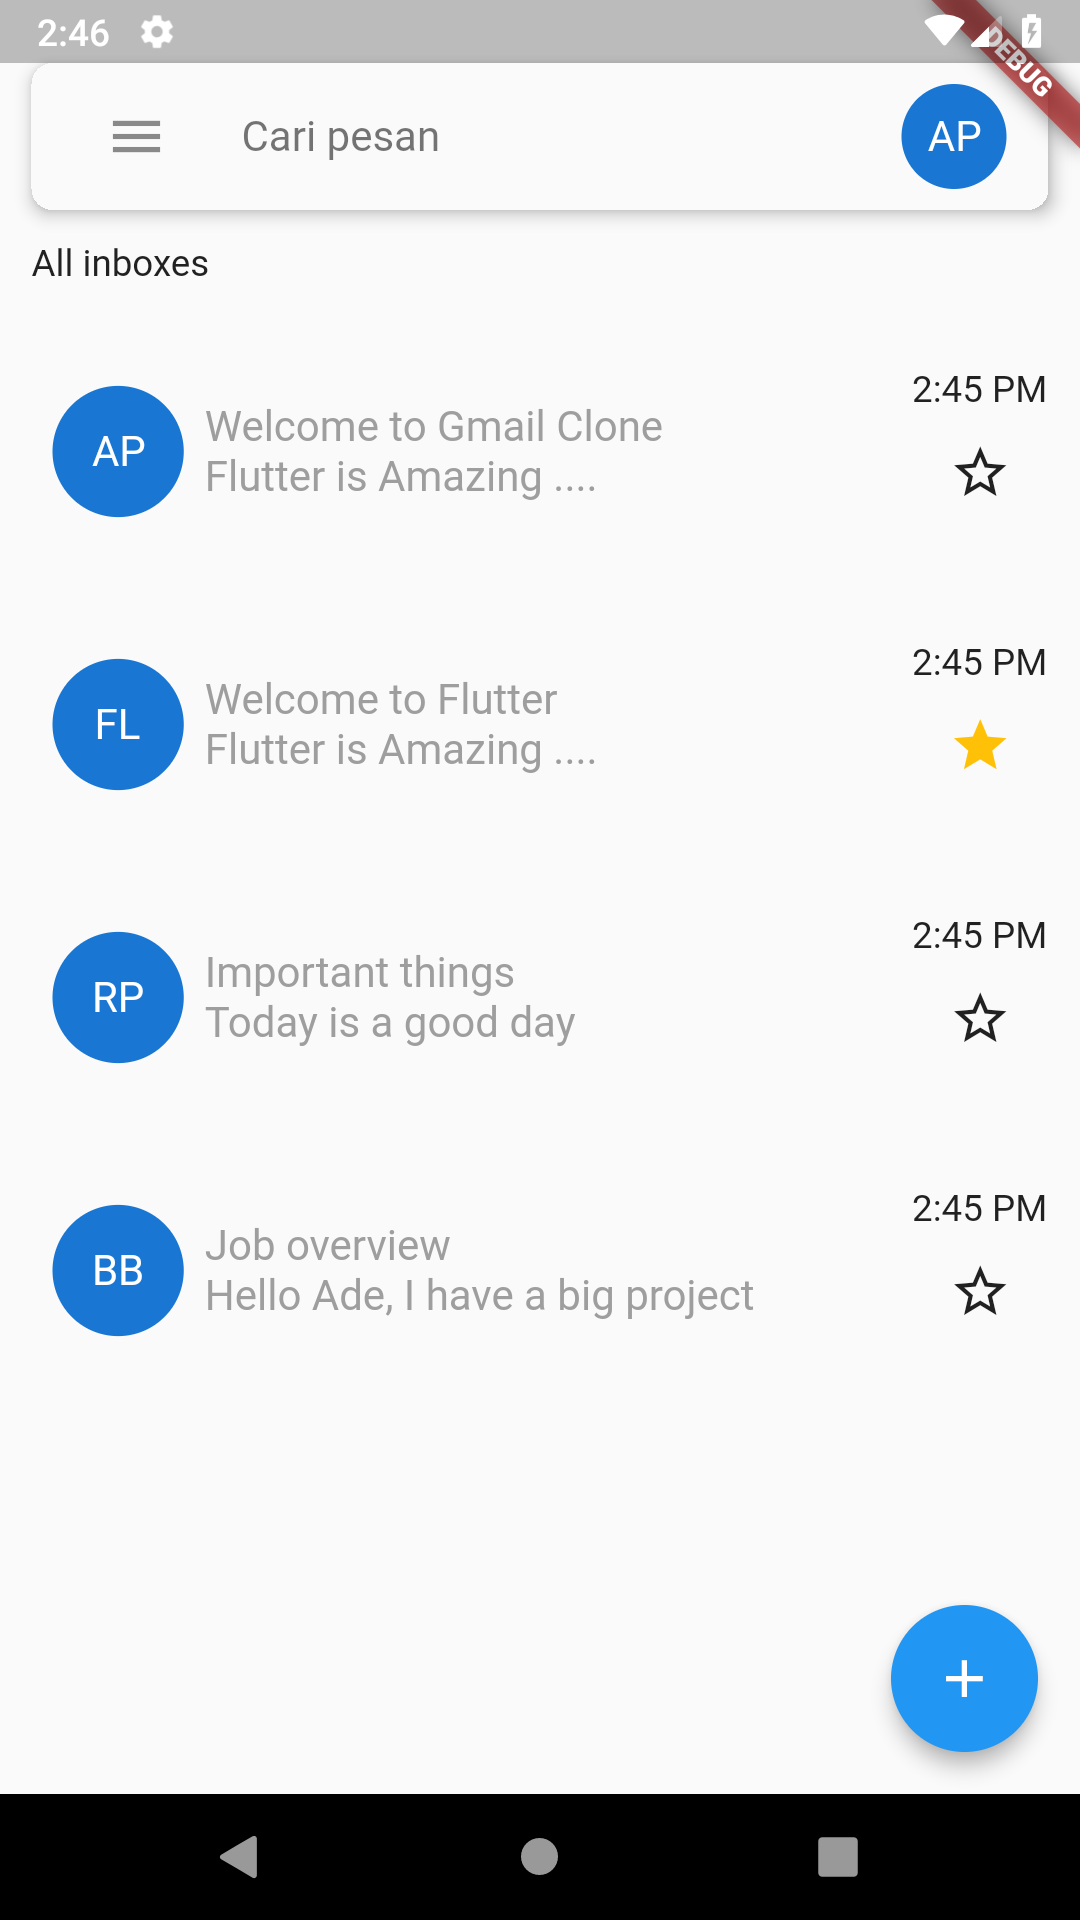 2:46
DEBUG
Cari pesan
AP
All inboxes
2:45 PM
AP
Welcome to Gmail Clone
Flutter is Amazing ....
2:45 PM
FL
Welcome to Flutter
Flutter is Amazing ....
2:45 PM
RP
Important things
Today is a good day
2:45 PM
BB
Job overview
Hello Ade, I have a big project